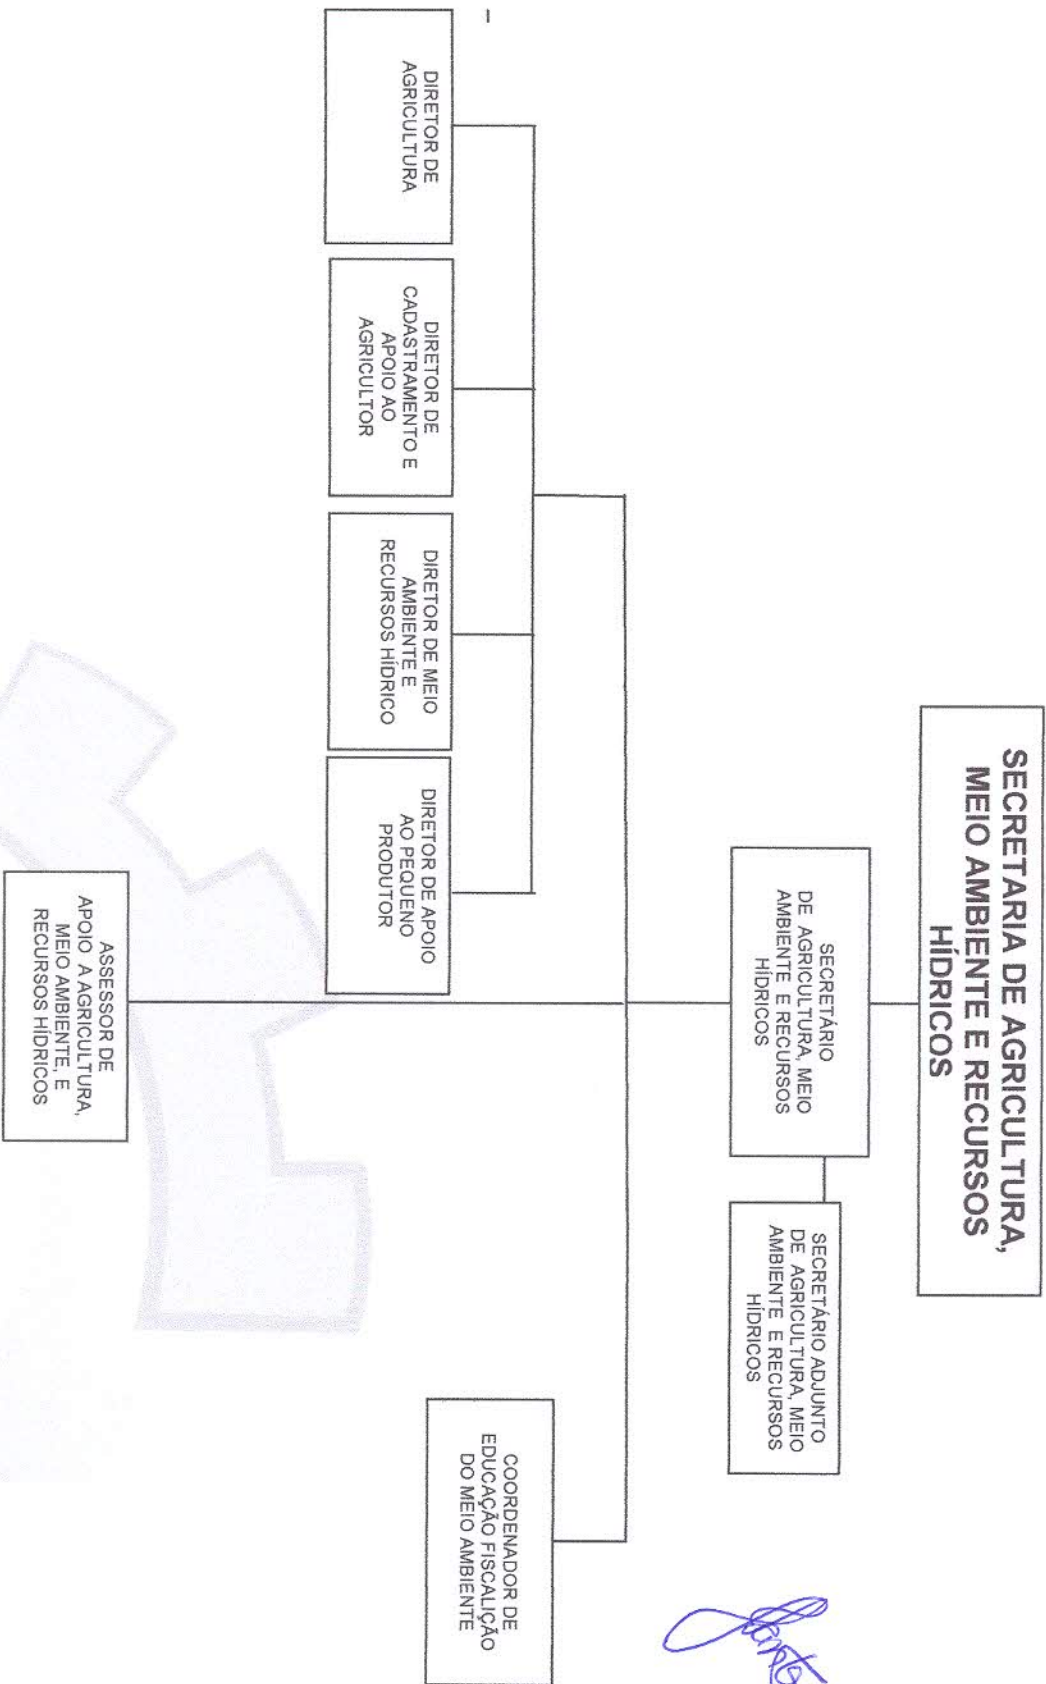 SECRETARIA DE AGRICULTURA,
MEIO AMBIENTE E RECURSOS
HÍDRICOS
SECRETÁRIO
DE AGRICULTURA, MEIO
AMBIENTE E RECURSOS
HÍDRICOS
SECRETÁRIO ADJUNTO
DE AGRICULTURA, MEIO
AMBIENTE E RECURSOS
HÍDRICOS
DIRETOR DE
AGRICULTURA
DIRETOR DE
CADASTRAMENTO E
APOIO AO
AGRICULTOR
DIRETOR DE MEIO
AMBIENTE E
RECURSOS HÍDRICO
DIRETOR DE APOIO
AO PEQUENO
PRODUTOR
COORDENADOR DE
EDUCAÇÃO FISCALIÇÃO
DO MEIO AMBIENTE
ASSESSOR DE
APOIO A AGRICULTURA,
MEIO AMBIENTE, E
RECURSOS HÍDRICOS